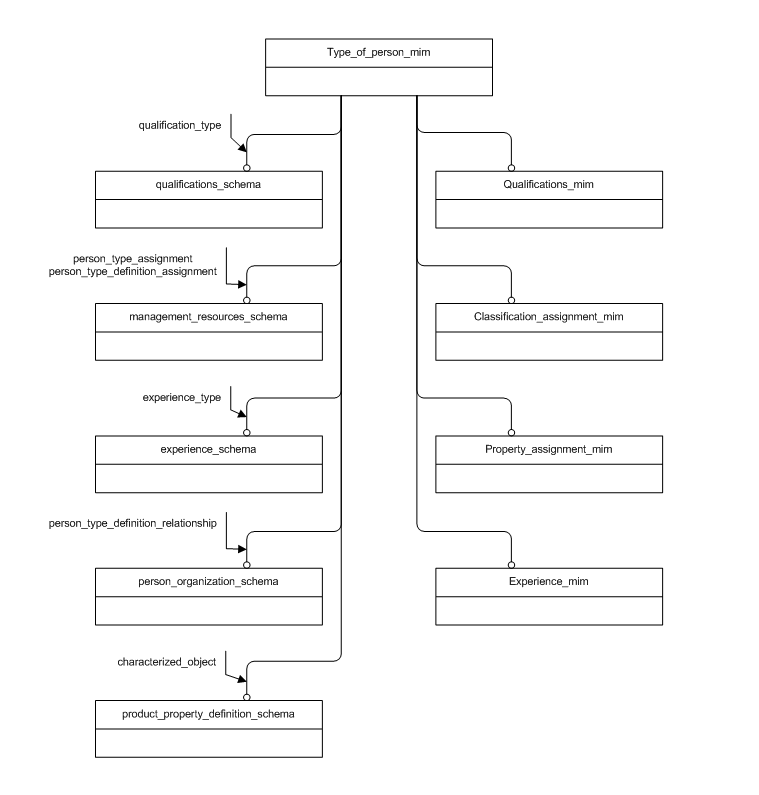 Type_of_person_mim
qualification_type
qualifications_schema
Qualifications_mim
person_type_assignment
person_type_definition_assignment
management_resources_schema
Classification_assignment_mim
experience_type
experience_schema
Property_assignment_mim
person_type_definition_relationship
person_organization_schema
Experience_mim
characterized_object
product_property_definition_schema